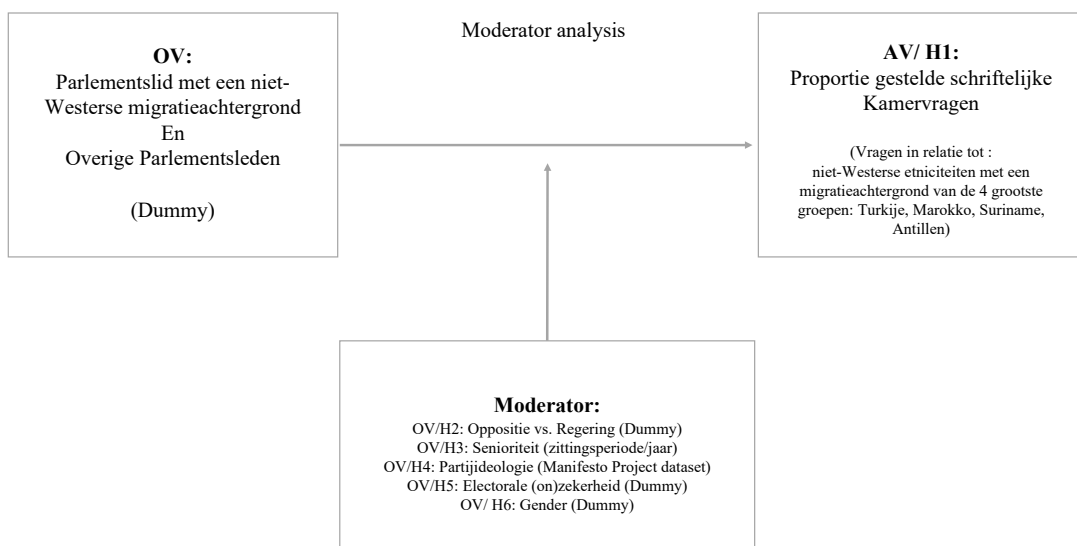 Moderator analysis
OV:
Parlementslid met een niet-
Westerse migratieachtergrond
En
Overige Parlementsleden
(Dummy)
AV/ H1:
Proportie gestelde schriftelijke
Kamervragen
(Vragen in relatie tot :
niet-Westerse etniciteiten met een
migratieachtergrond van de 4 grootste
groepen: Turkije, Marokko, Suriname,
Antillen)
Moderator:
OV/H2: Oppositie vs. Regering (Dummy)
OV/H3: Senioriteit (zittingsperiode/jaar)
OV/H4: Partijideologie (Manifesto Project dataset)
OV/H5: Electorale (on)zekerheid (Dummy)
OV/ H6: Gender (Dummy)